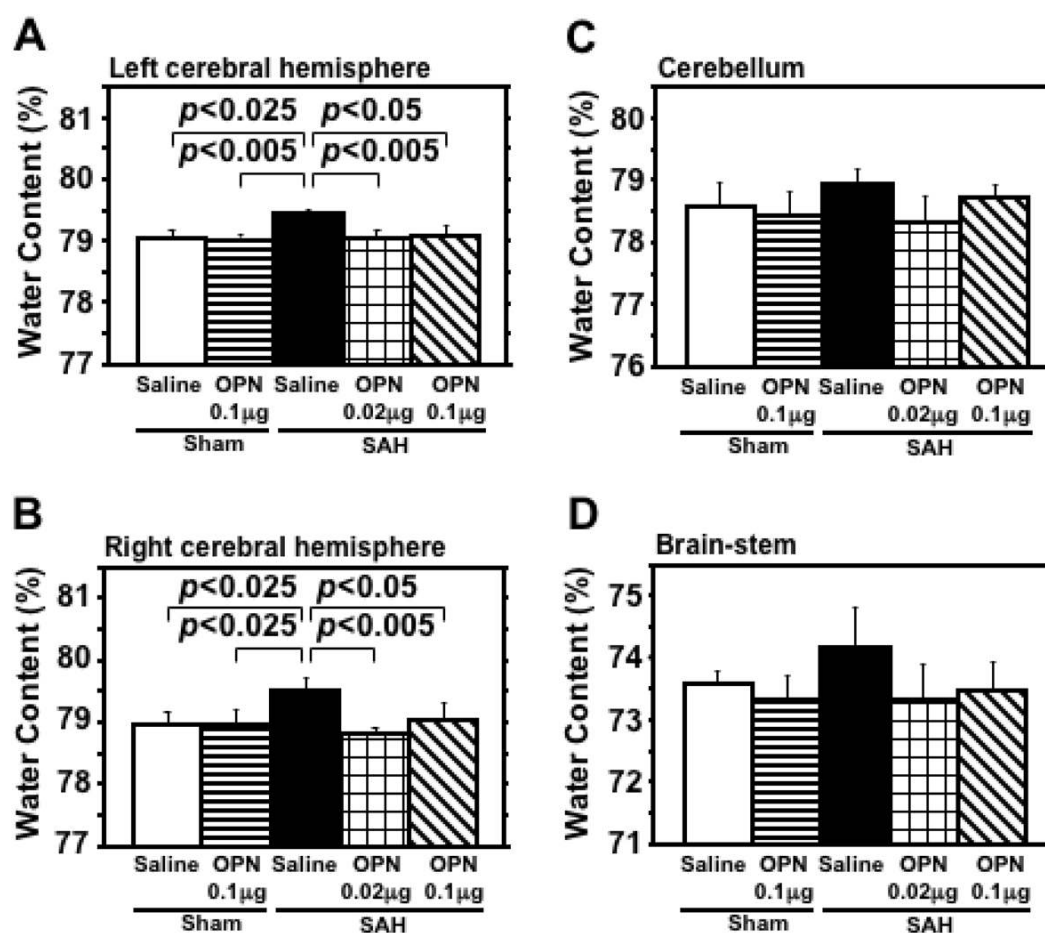 A
Left cerebral hemisphere
Water Content (%)
81
80
79
78
77
p<0.025 p<0.05
p<0.005 p<0.005
Saline OPN Saline OPN OPN
0.1µg 0.02µg 0.1µg
Sham SAH
B
Right cerebral hemisphere
Water Content (%)
81
80
79
78
77
p<0.025 p<0.05
p<0.025 p<0.005
Saline OPN Saline OPN OPN
0.1µg 0.02µg 0.1µg
Sham SAH
C
Cerebellum
Water Content (%)
80
79
78
77
76
Saline OPN Saline OPN OPN
0.1µg 0.02µg 0.1µg
Sham SAH
D
Brain-stem
Water Content (%)
75
74
73
72
71
Saline OPN Saline OPN OPN
0.1µg 0.02µg 0.1µg
Sham SAH